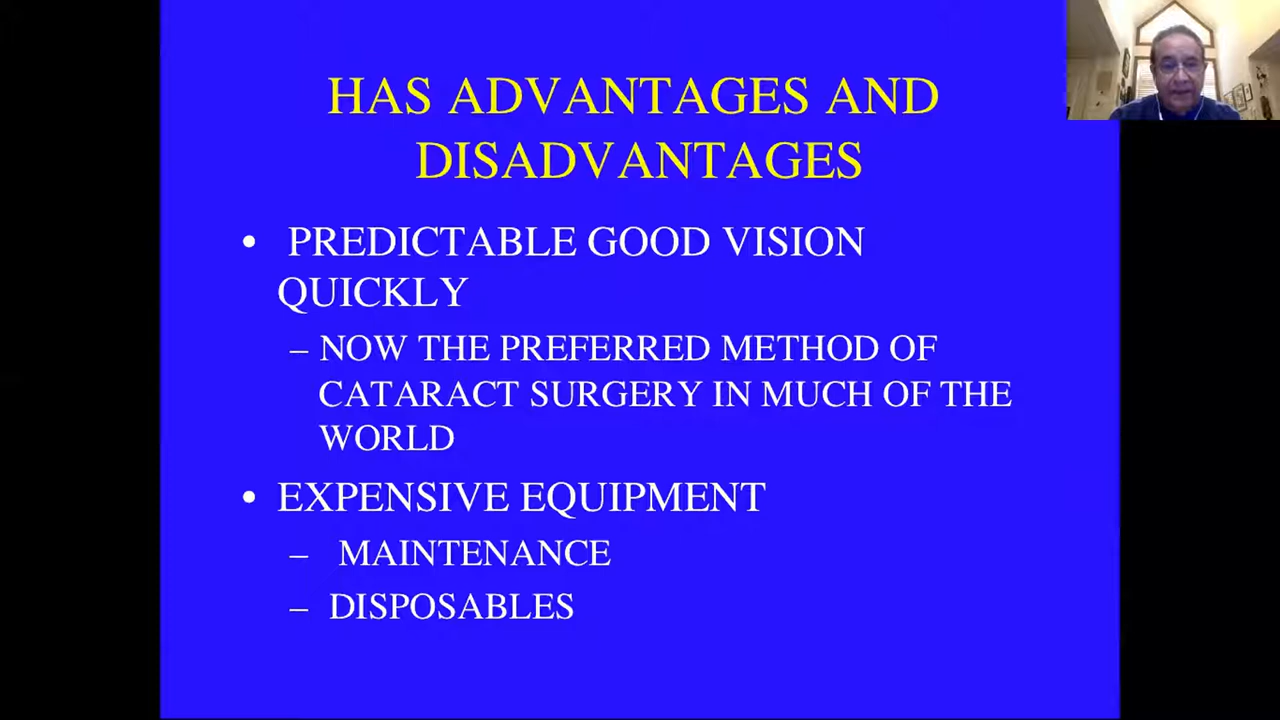 HAS ADVANTAGES AND
DISADVANTAGES
• PREDICTABLE GOOD VISION
QUICKLY
– NOW THE PREFERRED METHOD OF
CATARACT SURGERY IN MUCH OF THE
WORLD
• EXPENSIVE EQUIPMENT
– MAINTENANCE
– DISPOSABLES